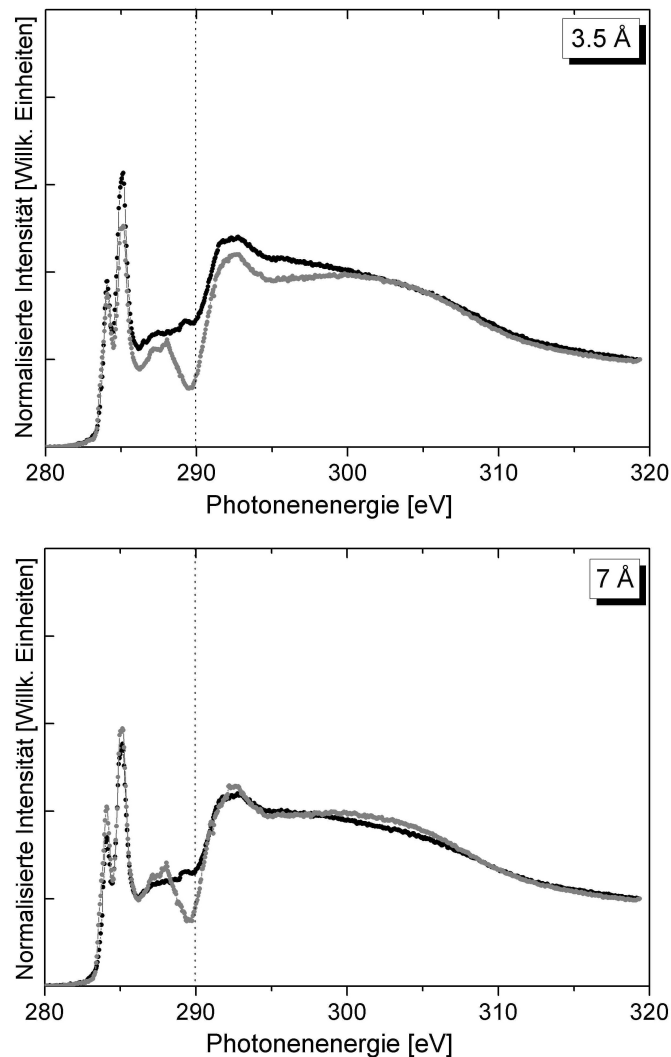 3.5 Å
Normalisierte Intensität [Willk. Einheiten]
280 290 300 310 320
Photonenenergie [eV]
7 Å
Normalisierte Intensität [Willk. Einheiten]
280 290 300 310 320
Photonenenergie [eV]